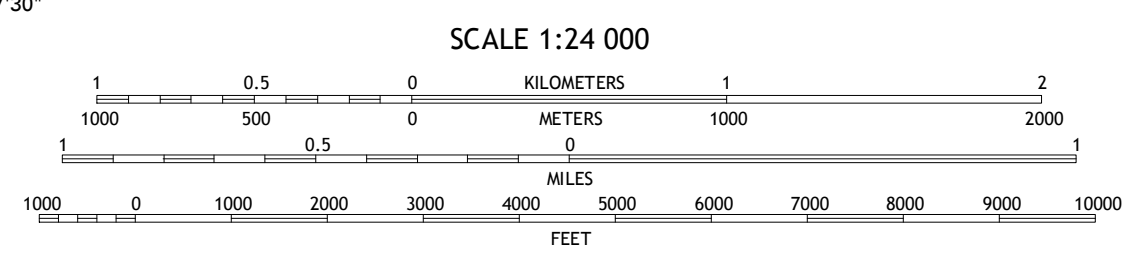 7'30"
SCALE 1:24 000
1 0.5 0 KILOMETERS 1 2
1000 500 0 METERS 1000 2000
1 0.5 0 1
MILES
1000 0 1000 2000 3000 4000 5000 6000 7000 8000 9000 10000
FEET